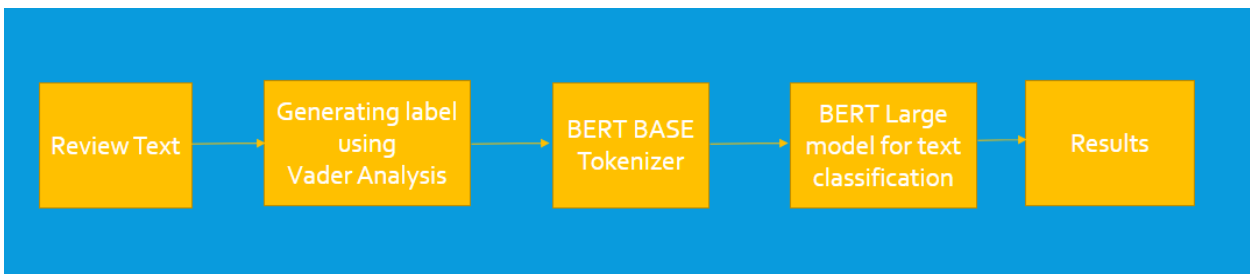 Review Text
Generating label
using
Vader Analysis
BERT BASE
Tokenizer
BERT Large
model for text
classification
Results